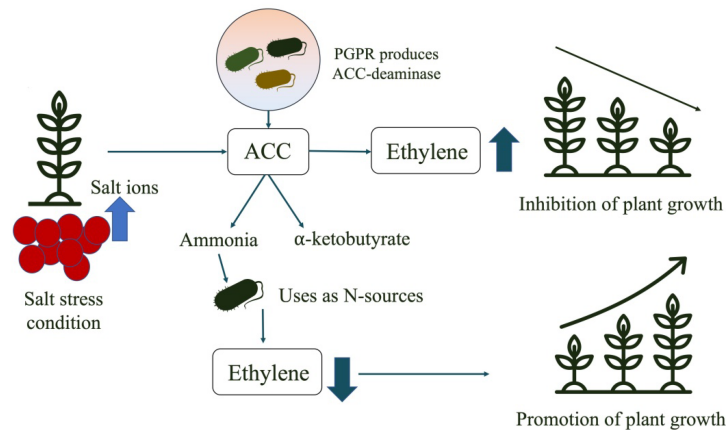 PGPR produces
ACC-deaminase
ACC
Ethylene
Salt ions
Inhibition of plant growth
Ammonia
α-ketobutyrate
Salt stress
condition
Uses as N-sources
Ethylene
Promotion of plant growth